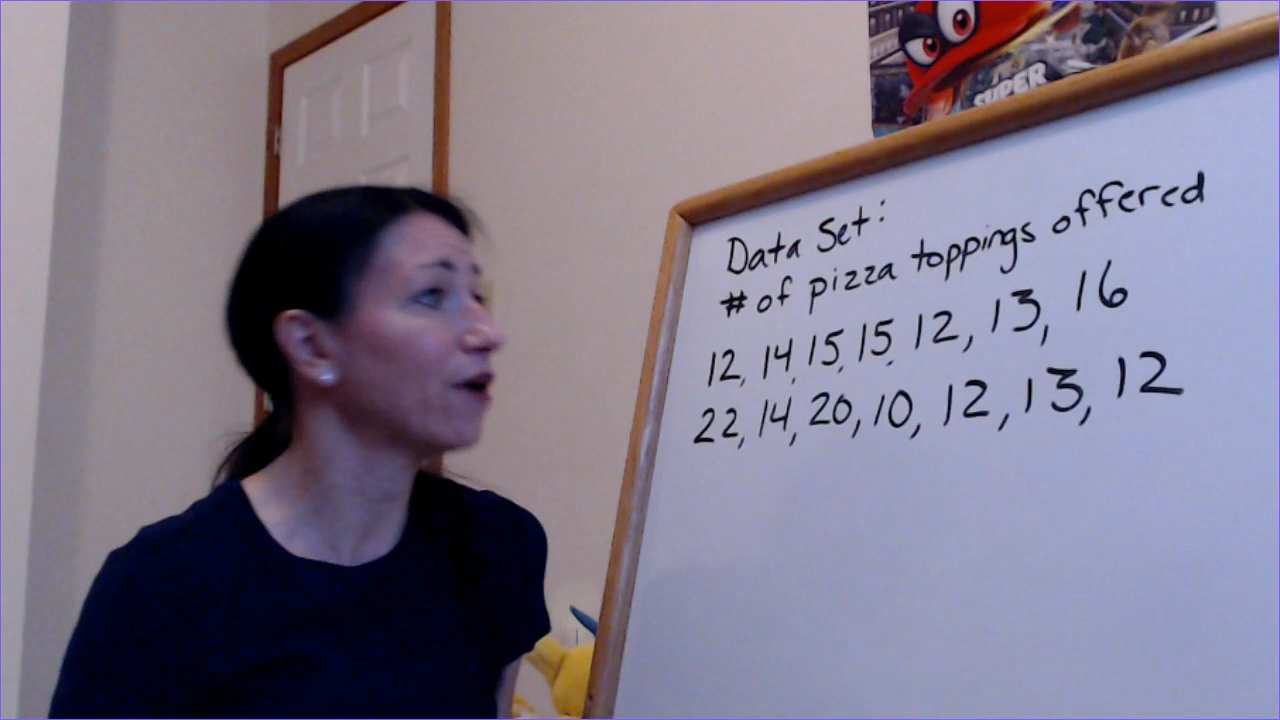 SUPER
Data Set:
# of pizza toppings offered
12, 14, 15, 15, 12, 13, 16
22, 14, 20, 10, 12, 13, 12